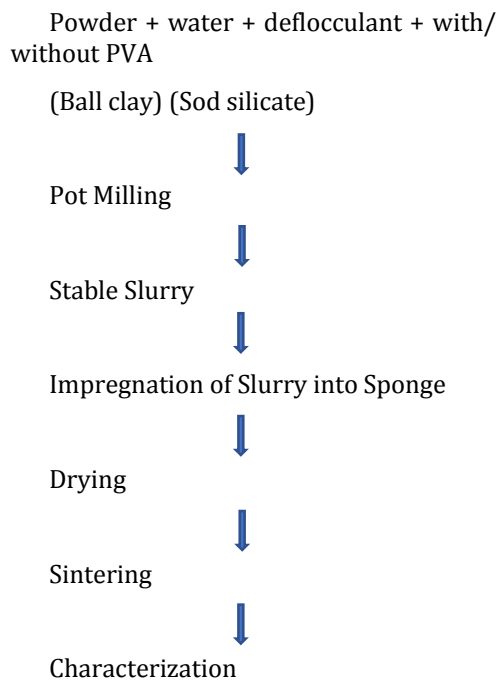 Powder + water + deflocculant + with/
without PVA
(Ball clay) (Sod silicate)
Pot Milling
Stable Slurry
Impregnation of Slurry into Sponge
Drying
Sintering
Characterization